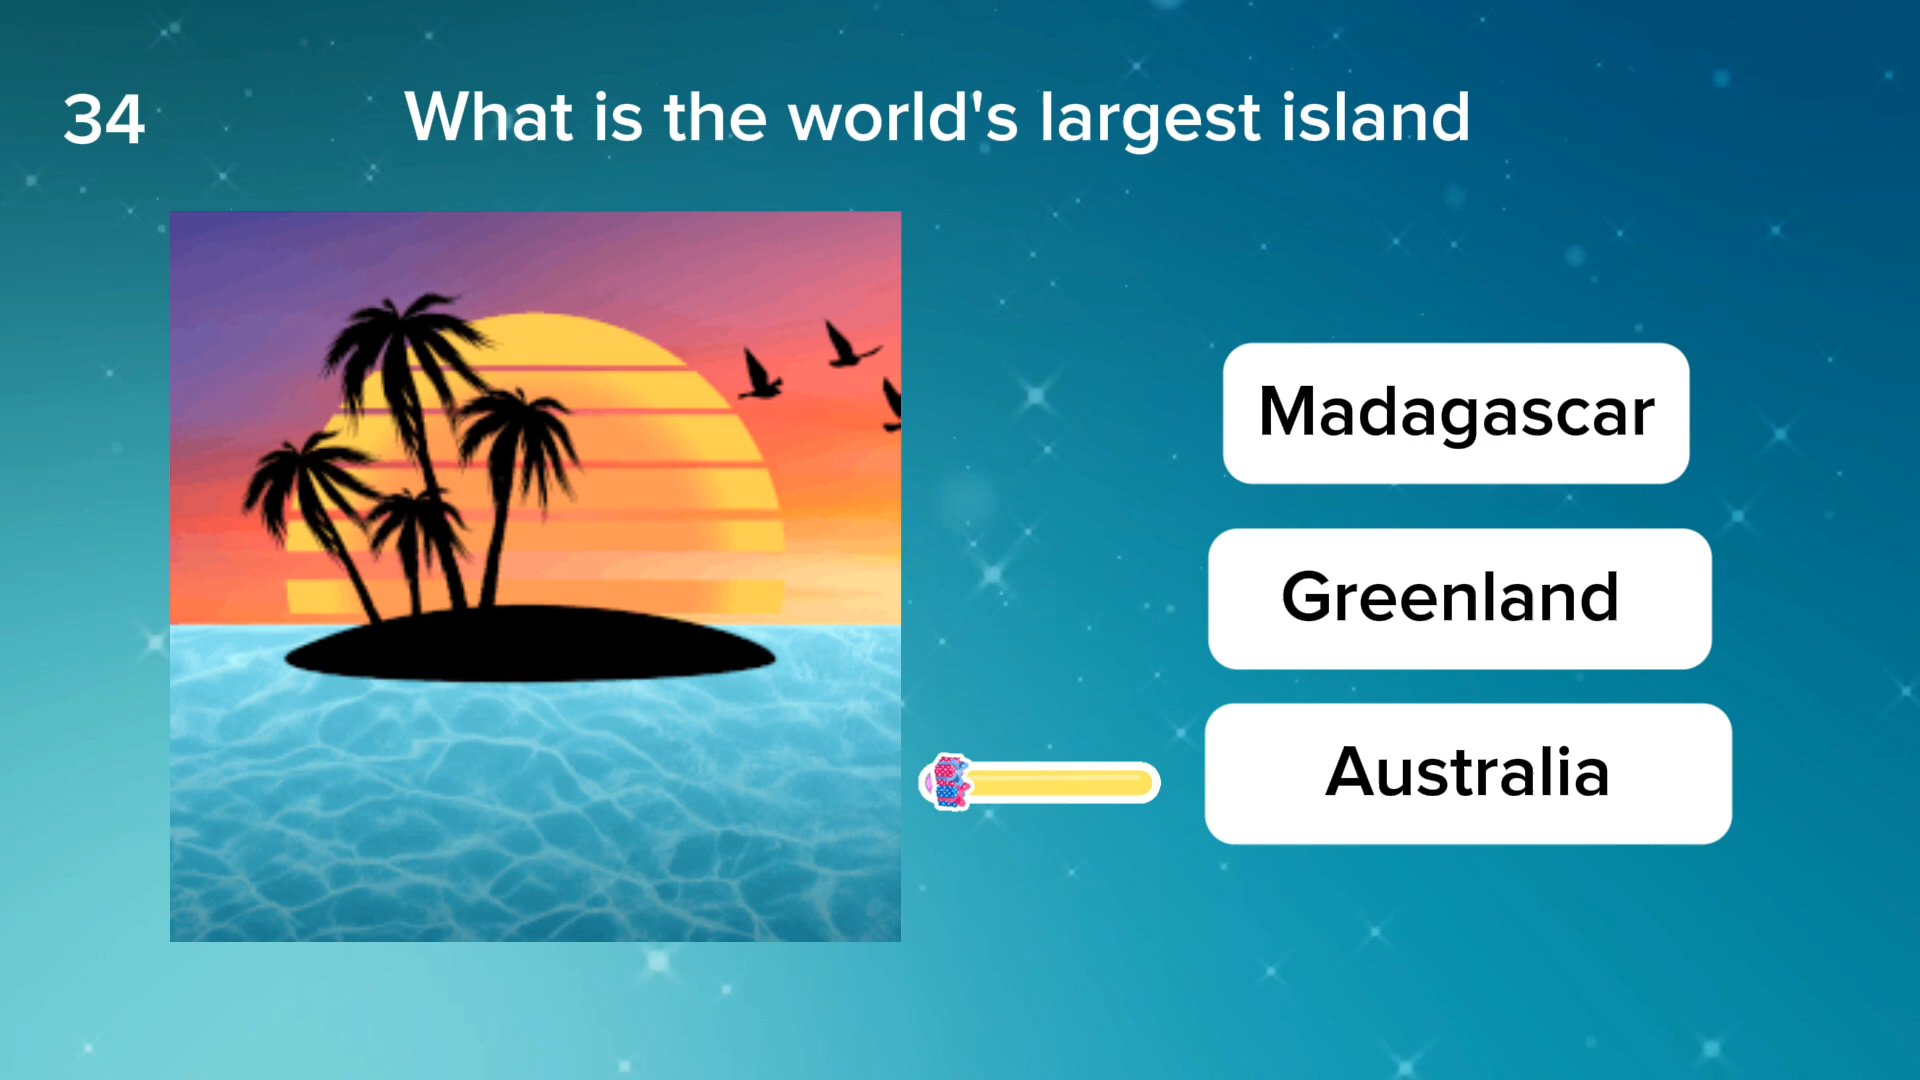 34
What is the world's largest island
Madagascar
Greenland
Australia